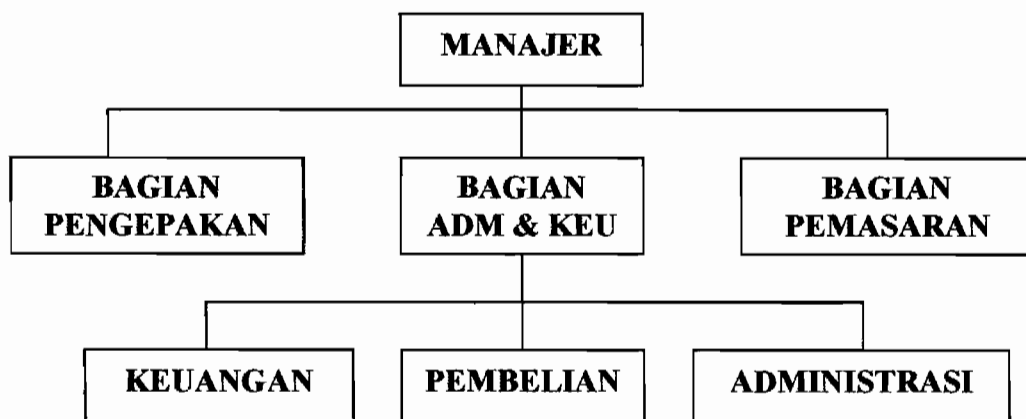 MANAJER
BAGIAN
PENGEPAKAN
BAGIAN
ADM & KEU
BAGIAN
PEMASARAN
KEUANGAN
PEMBELIAN
ADMINISTRASI